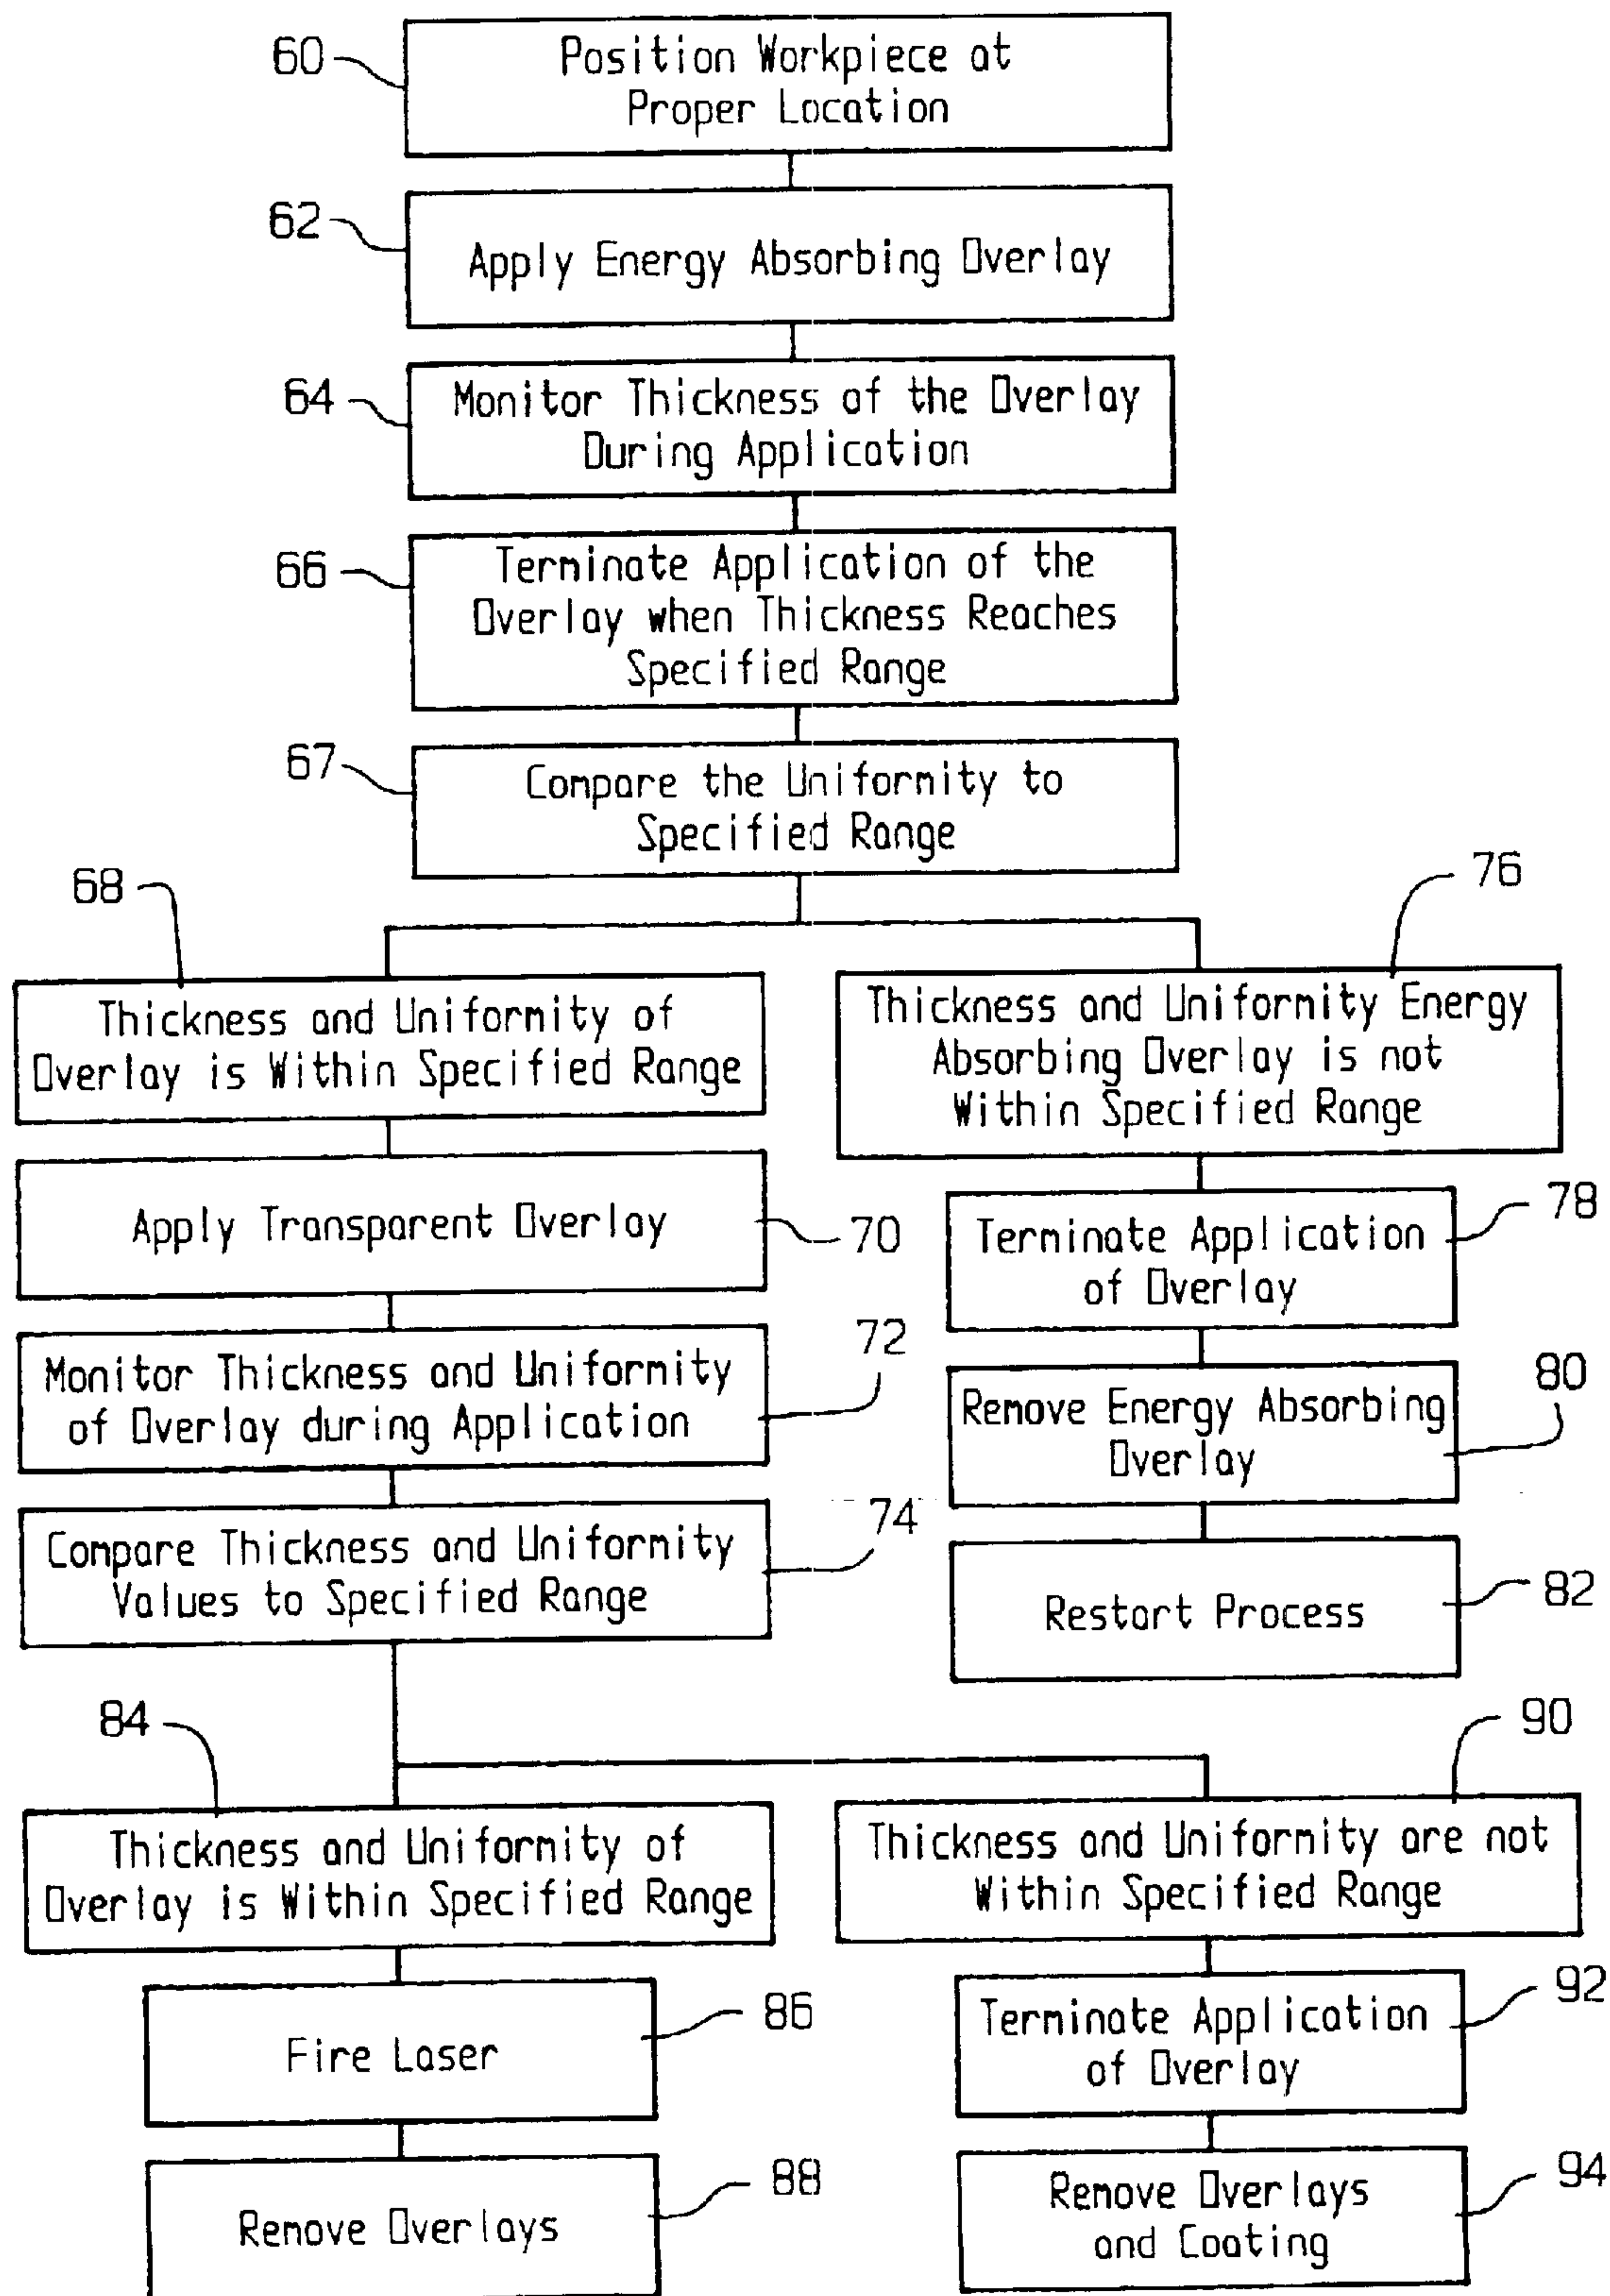 60
Position Workpiece at
Proper Location
62
Apply Energy Absorbing Overlay
64
Monitor Thickness of the Overlay
During Application
66
Terminate Application of the
Overlay when Thickness Reaches
Specified Range
67
Compare the Uniformity to
Specified Range
68
Thickness and Uniformity of
Overlay is Within Specified Range
76
Thickness and Uniformity Energy
Absorbing Overlay is not
Within Specified Range
Apply Transparent Overlay
70
Terminate Application
of Overlay
78
Monitor Thickness and Uniformity
of Overlay during Application
72
Remove Energy Absorbing
Overlay
80
Compare Thickness and Uniformity
Values to Specified Range
74
Restart Process
82
84
Thickness and Uniformity of
Overlay is Within Specified Range
90
Thickness and Uniformity are not
Within Specified Range
Fire Laser
86
Terminate Application
of Overlay
92
Remove Overlays
88
Remove Overlays
and Coating
94